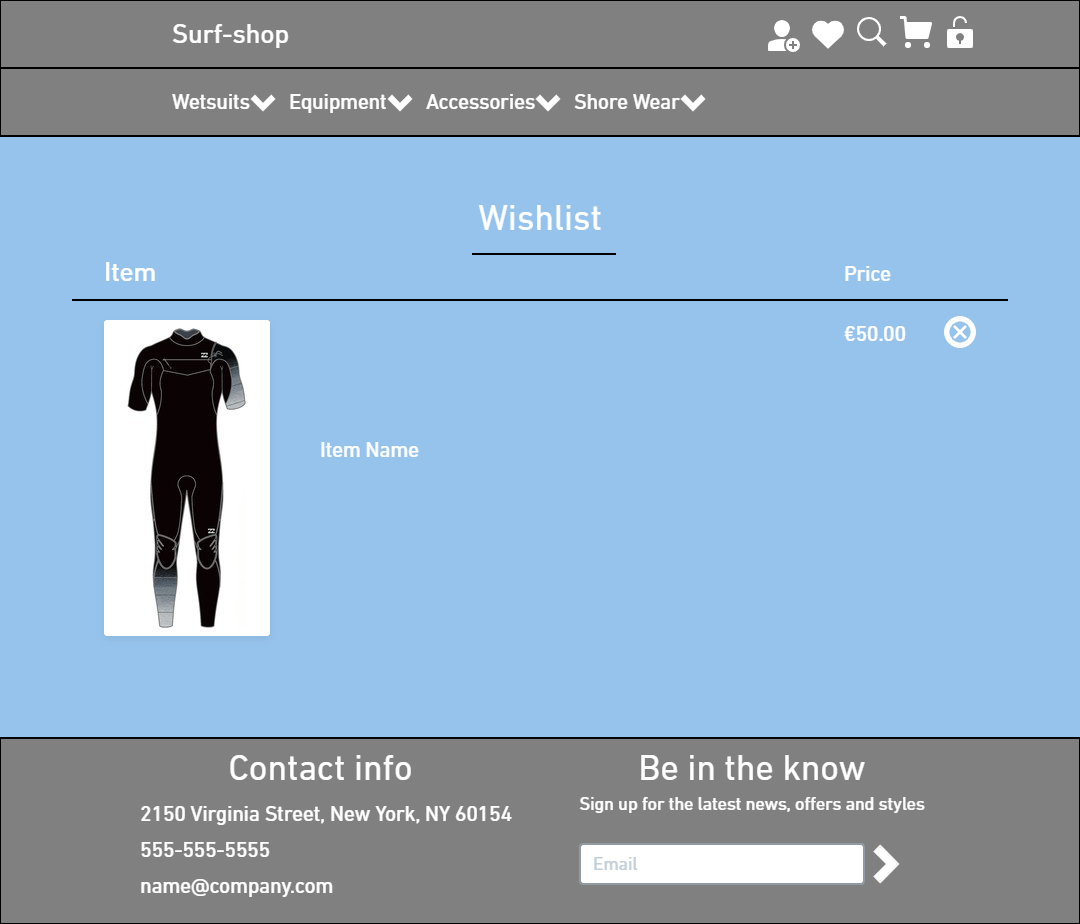 Surf-shop
Wetsuits Equipment Accessories Shore Wear
Wishlist
Item Price
€50.00
Item Name
Contact info
2150 Virginia Street, New York, NY 60154
555-555-5555
name@company.com
Be in the know
Sign up for the latest news, offers and styles
Email